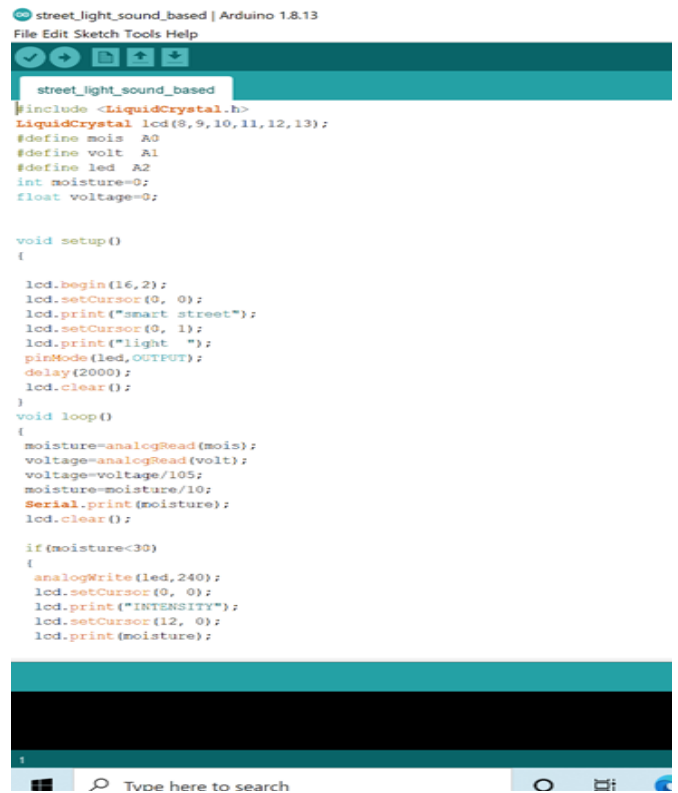 street_light_sound_based | Arduino 1.8.13
File Edit Sketch Tools Help
street_light_sound_based
#include <LiquidCrystal.h>
LiquidCrystal lcd(8,9,10,11,12,13);
#define mois A0
#define volt A1
#define led A2
int moisture=0;
float voltage=0;
void setup()
{
lcd.begin(16,2);
lcd.setCursor(0, 0);
lcd.print("smart street");
lcd.setCursor(0, 1);
lcd.print("light  ");
pinMode(led,OUTPUT);
delay(2000);
lcd.clear();
}
void loop()
{
moisture=analogRead(mois);
voltage=analogRead(volt);
voltage=voltage/105;
moisture=moisture/10;
Serial.print(moisture);
lcd.clear();
if(moisture<30)
{
analogWrite(led,240);
lcd.setCursor(0, 0);
lcd.print("INTENSITY");
lcd.setCursor(12, 0);
lcd.print(moisture);
1
Type here to search